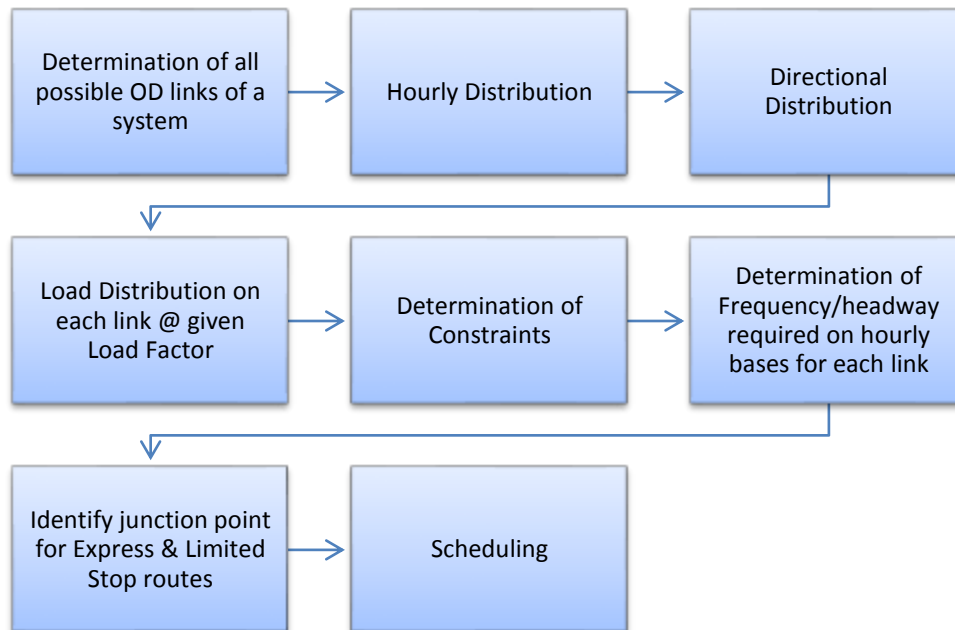 Determination of all
possible OD links of a
system
Hourly Distribution
Directional
Distribution
Load Distribution on
each link @ given
Load Factor
Determination of
Constraints
Determination of
Frequency/headway
required on hourly
bases for each link
Identify junction point
for Express & Limited
Stop routes
Scheduling